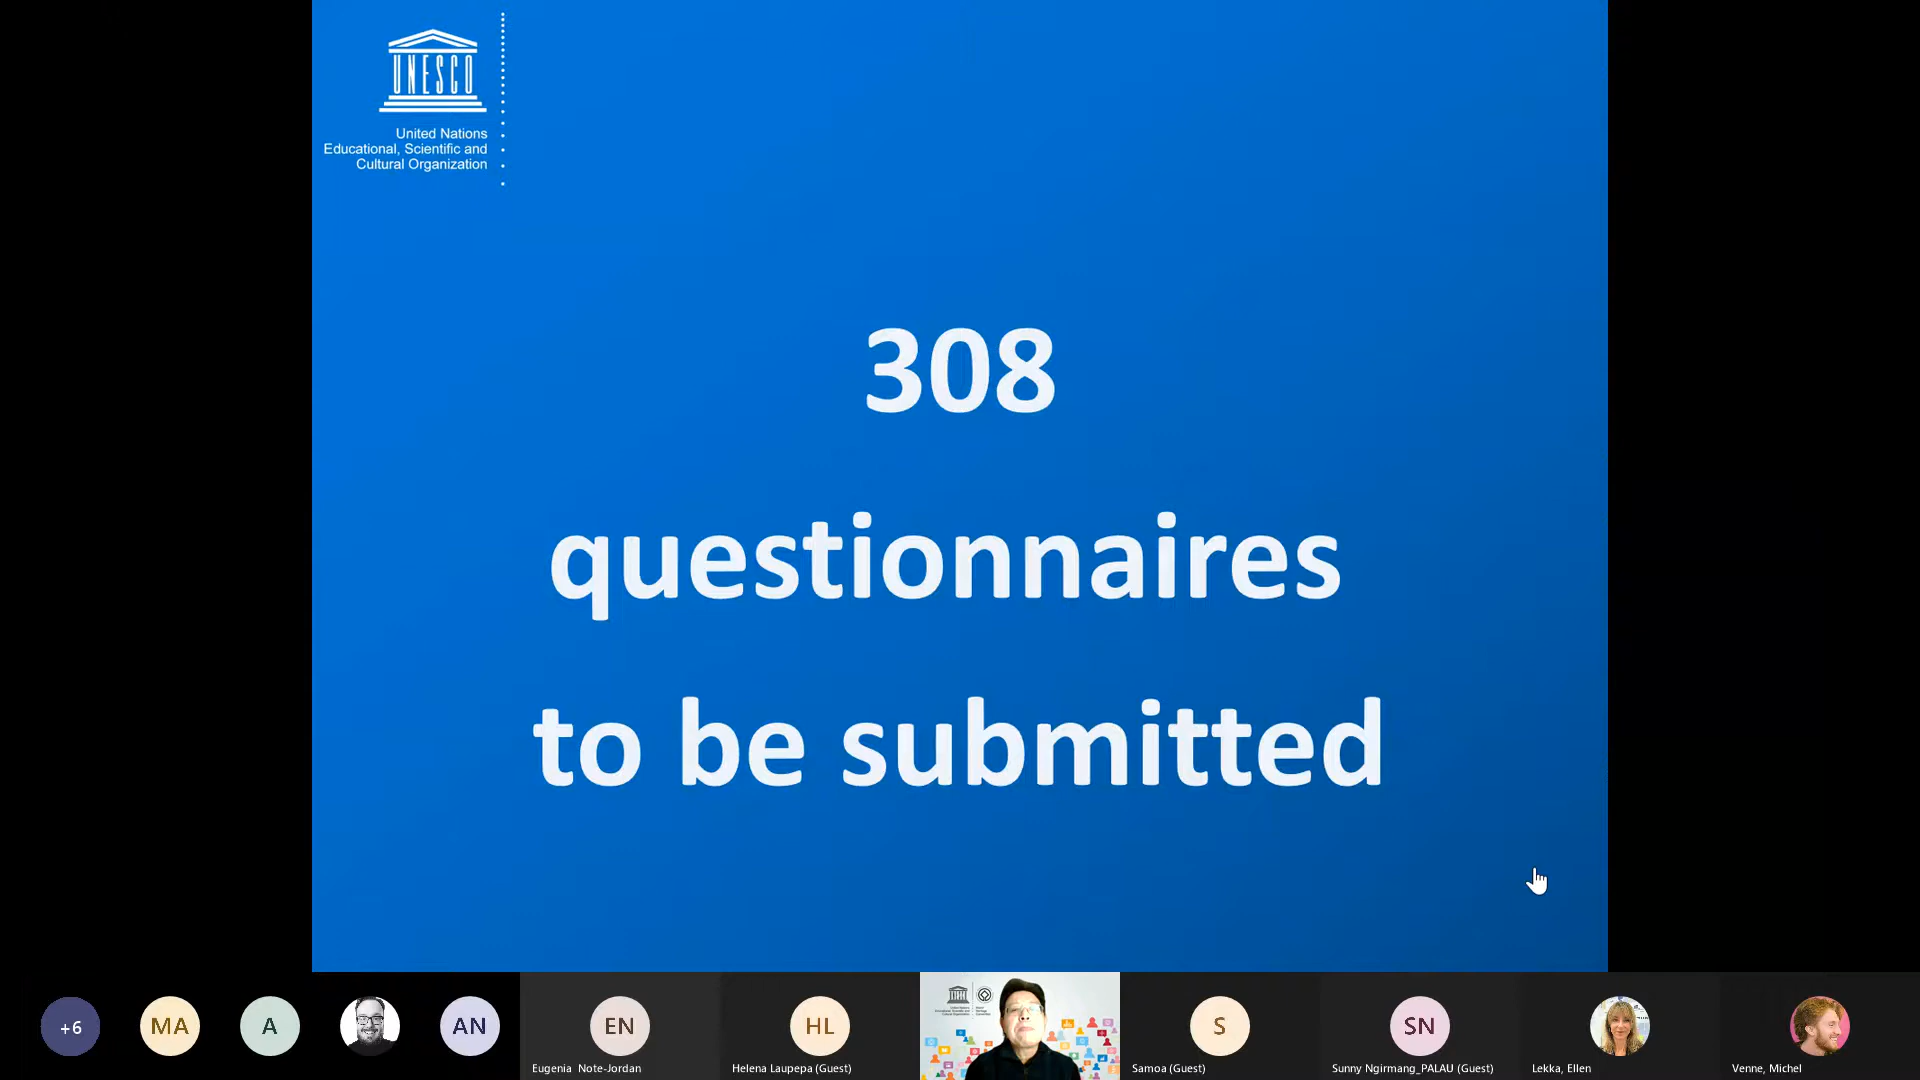 UNESCO
United Nations
Educational, Scientific and
Cultural Organization
308
questionnaires
to be submitted
+6
MA
A
AN
EN
Eugenia Note-Jordan
HL
Helena Laupepa (Guest)
S
Samoa (Guest)
SN
Sunny Ngirmang_PALAU (Guest)
Lekka, Ellen
Venne, Michel